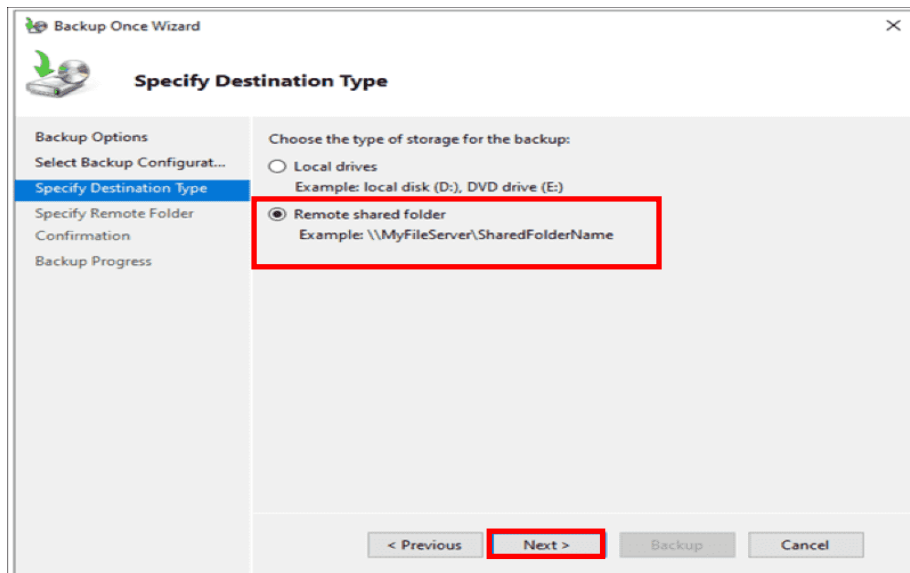 Backup Once Wizard
Specify Destination Type
Backup Options
Select Backup Configurat...
Specify Destination Type
Specify Remote Folder
Confirmation
Backup Progress
Choose the type of storage for the backup:
Local drives
Example: local disk (D:), DVD drive (E:)
Remote shared folder
Example: \\MyFileServer\SharedFolderName
< Previous
Next >
Backup
Cancel